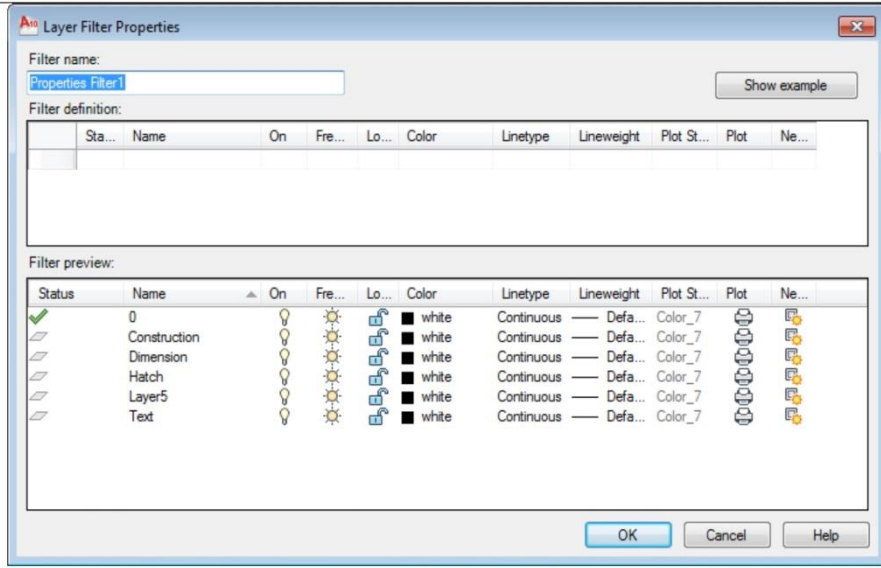 A10 Layer Filter Properties
Filter name:
Properties Filter1
Show example
Filter definition:
Sta... Name On Fre... Lo... Color Linetype Lineweight Plot St... Plot Ne...
Filter preview:
Status Name On Fre... Lo... Color Linetype Lineweight Plot St... Plot Ne...
0 white Continuous Defa... Color_7
Construction white Continuous Defa... Color_7
Dimension white Continuous Defa... Color_7
Hatch white Continuous Defa... Color_7
Layer5 white Continuous Defa... Color_7
Text white Continuous Defa... Color_7
OK Cancel Help